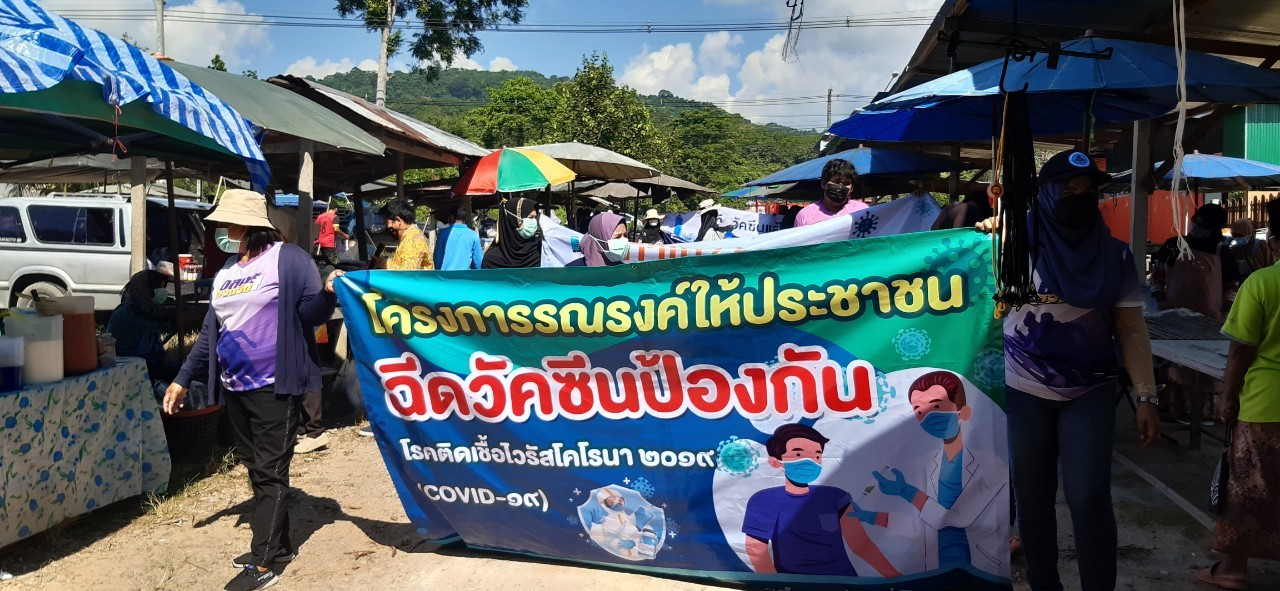 โครงการรณรงค์ให้ประชาชน
ฉีดวัคซีนป้องกัน
โรคติดเชื้อไวรัสโคโรนา ๒๐๑๙
(COVID-๑๙)